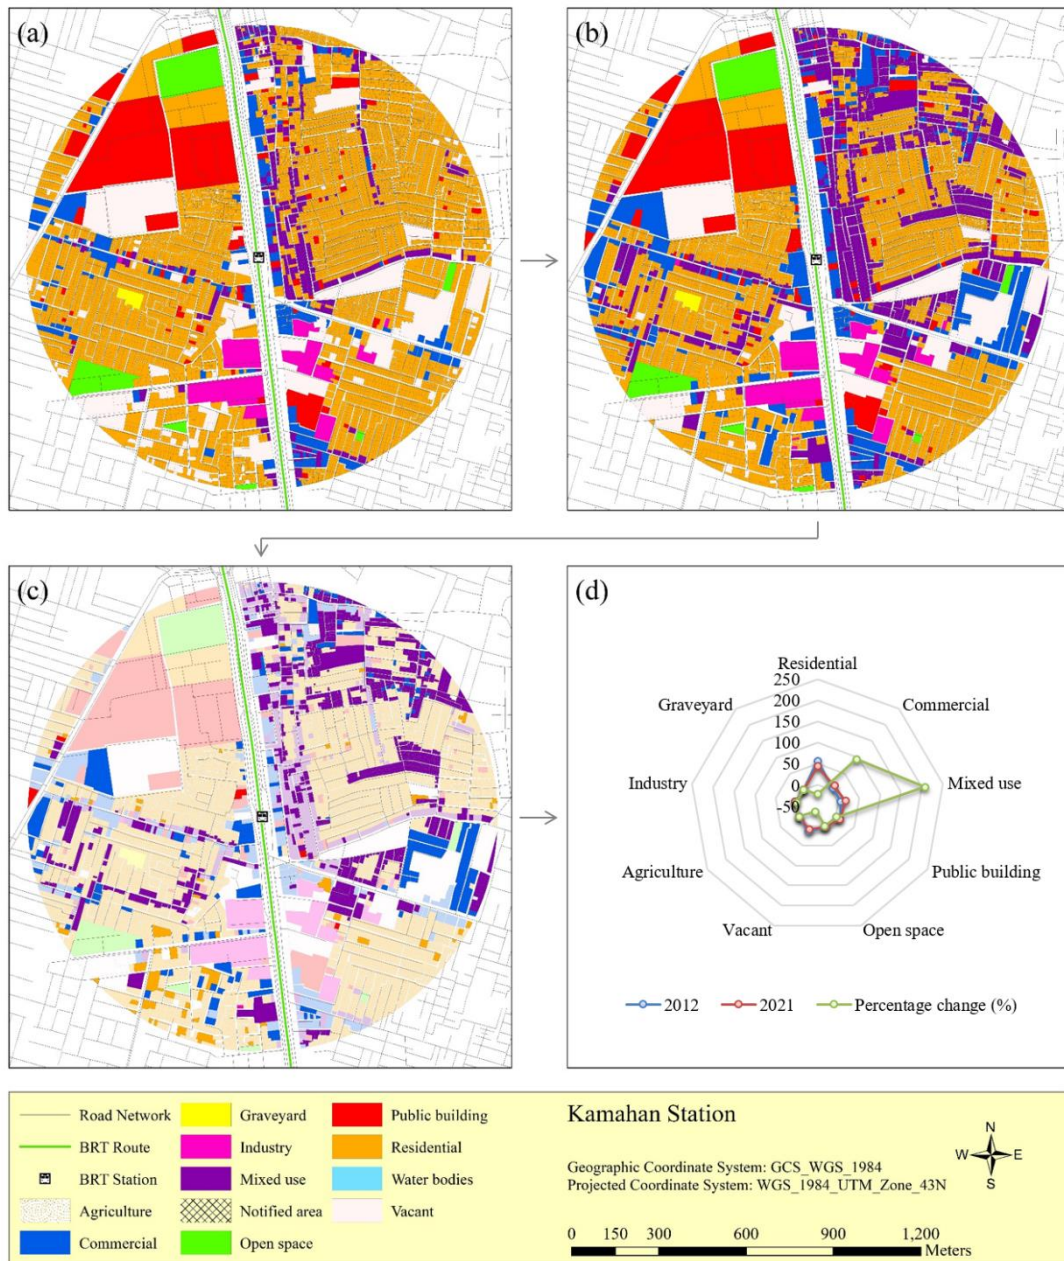 (a)
(b)
(c)
(d)
Residential
Commercial
Mixed use
Public building
Open space
Vacant
Agriculture
Industry
Graveyard
250
200
150
100
50
0
-50
2012
2021
Percentage change (%)
Road Network
BRT Route
BRT Station
Agriculture
Commercial
Graveyard
Industry
Mixed use
Notified area
Open space
Public building
Residential
Water bodies
Vacant
Kamahan Station
Geographic Coordinate System: GCS_WGS_1984
Projected Coordinate System: WGS_1984_UTM_Zone_43N
N
W
E
S
0 150 300 600 900 1,200
Meters